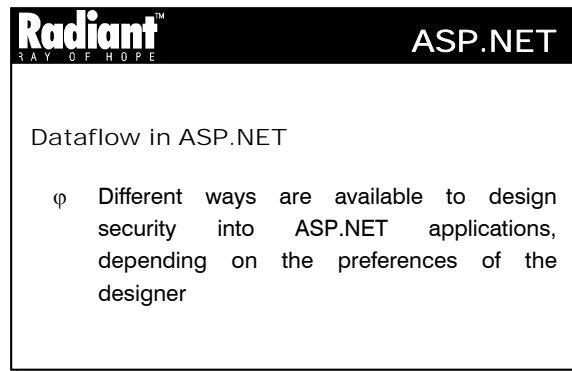 Radiant™
RAY OF HOPE
ASP.NET
Dataflow in ASP.NET
φ Different ways are available to design
security into ASP.NET applications,
depending on the preferences of the
designer